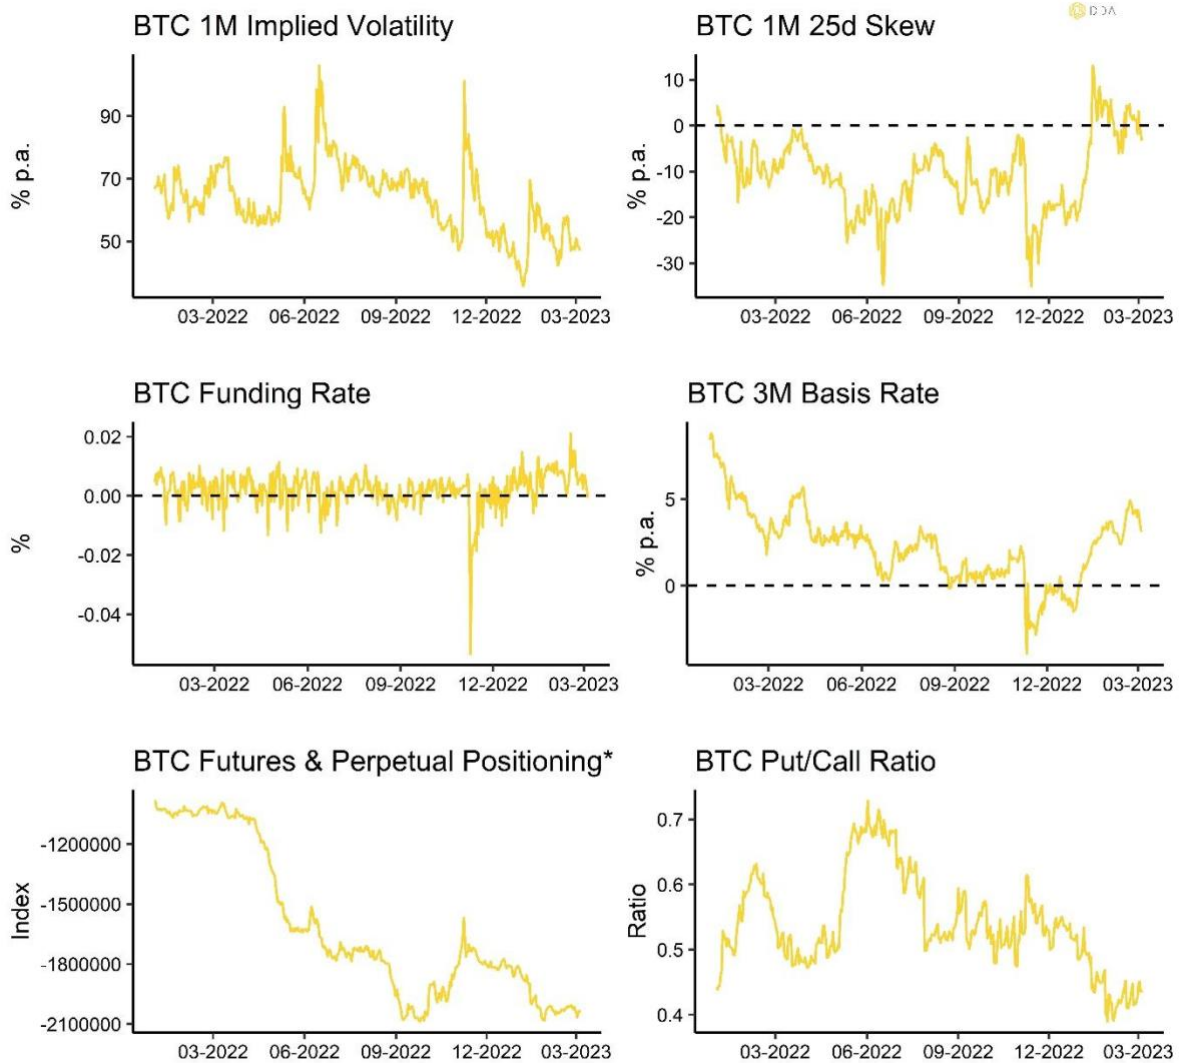 DDA
BTC 1M Implied Volatility
% p.a.
90
70
50
03-2022 06-2022 09-2022 12-2022 03-2023
BTC 1M 25d Skew
% p.a.
10
0
-10
-20
-30
03-2022 06-2022 09-2022 12-2022 03-2023
BTC Funding Rate
%
0.02
0.00
-0.02
-0.04
03-2022 06-2022 09-2022 12-2022 03-2023
BTC 3M Basis Rate
% p.a.
5
0
03-2022 06-2022 09-2022 12-2022 03-2023
BTC Futures & Perpetual Positioning*
Index
-1200000
-1500000
-1800000
-2100000
03-2022 06-2022 09-2022 12-2022 03-2023
BTC Put/Call Ratio
Ratio
0.7
0.6
0.5
0.4
03-2022 06-2022 09-2022 12-2022 03-2023